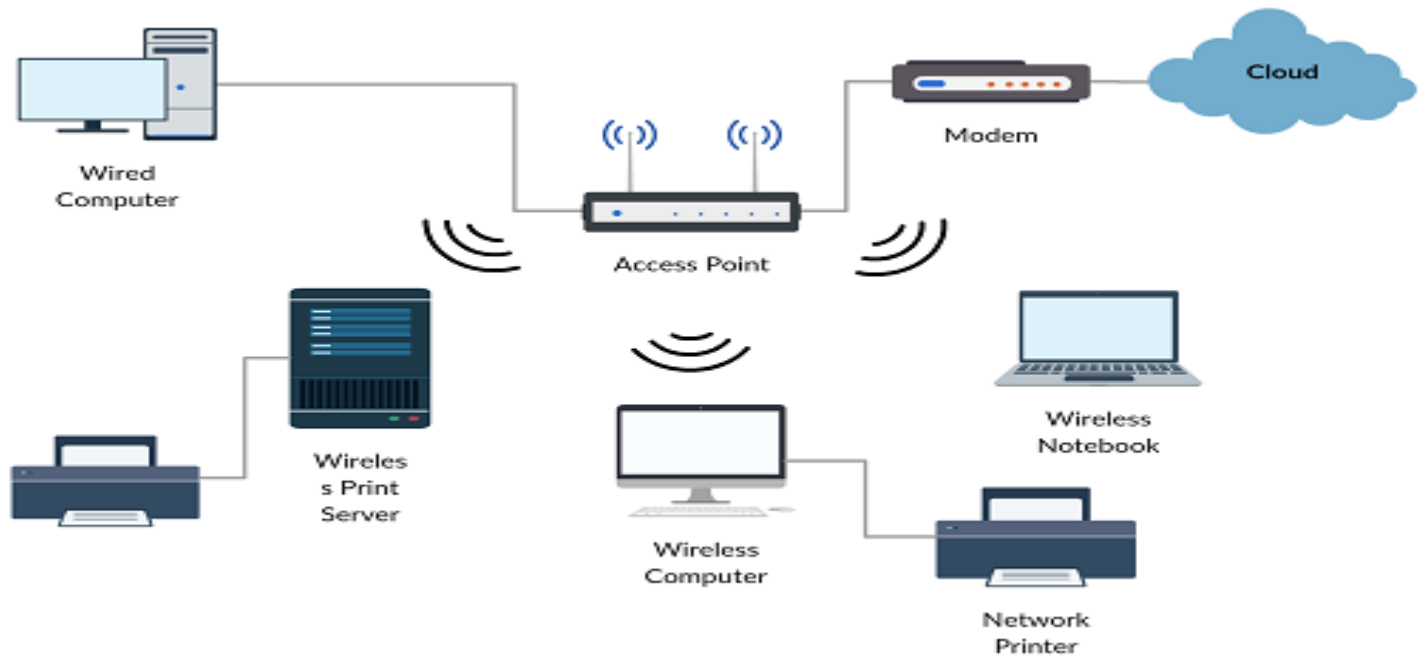 Cloud
Modem
Wired
Computer
Access Point
Wireless
Notebook
Wireles
s Print
Server
Wireless
Computer
Network
Printer